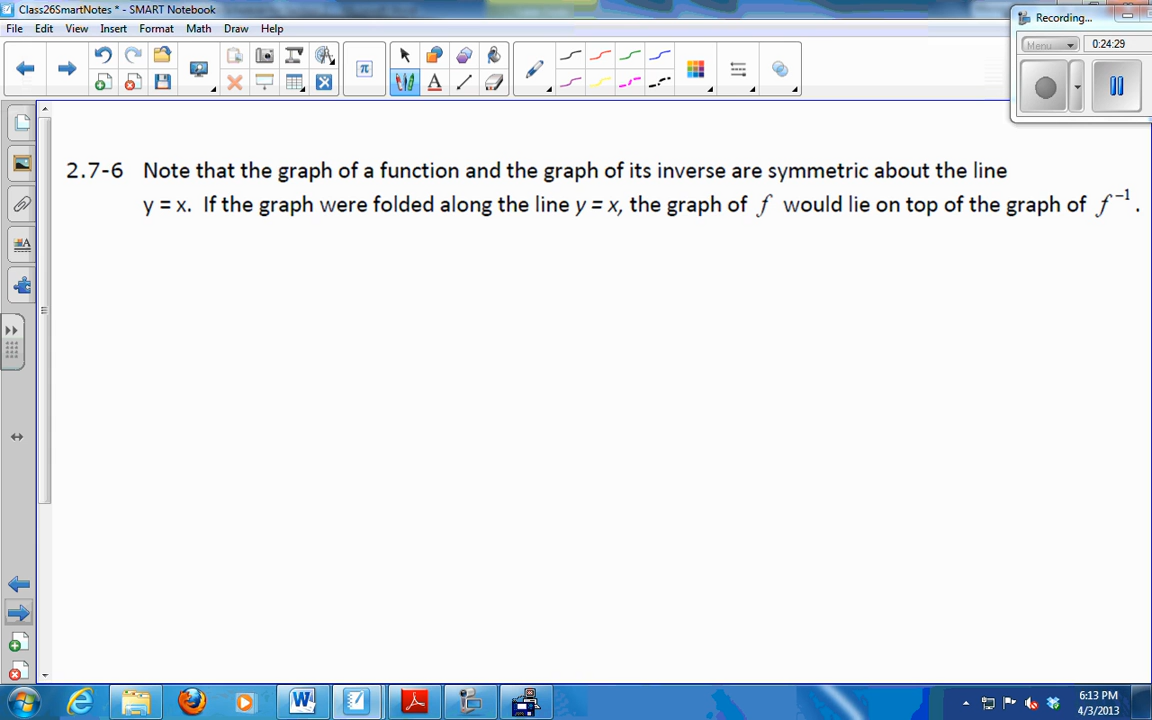 Class26SmartNotes * - SMART Notebook
File Edit View Insert Format Math Draw Help
Recording...
Menu
0:24:29
π
A
2.7-6 Note that the graph of a function and the graph of its inverse are symmetric about the line
y = x. If the graph were folded along the line y = x, the graph of f would lie on top of the graph of f⁻¹.
6:13 PM
4/3/2013